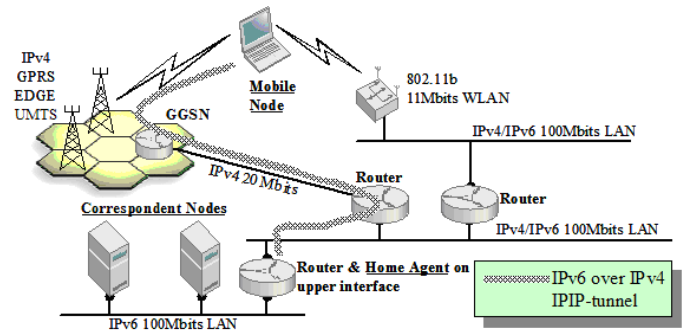 IPv4
GPRS
EDGE
UMTS
GGSN
Mobile
Node
802.11b
11Mbits WLAN
IPv4/IPv6 100Mbits LAN
IPv4 20 Mbits
Router
Router
Correspondent Nodes
IPv4/IPv6 100Mbits LAN
Router & Home Agent on
upper interface
IPv6 over IPv4
IPIP-tunnel
IPv6 100Mbits LAN